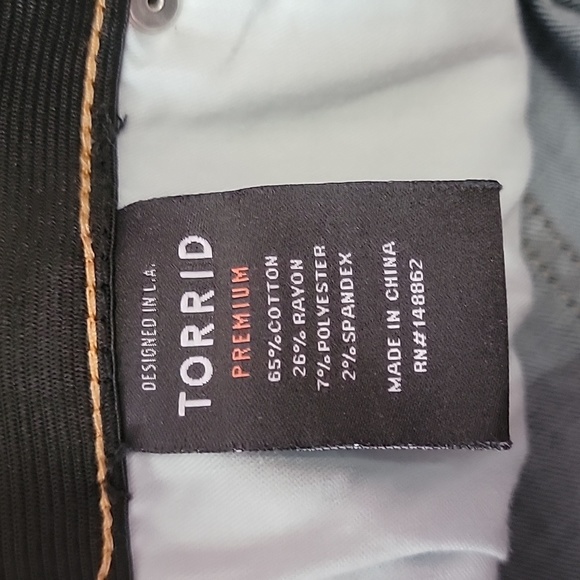 DESIGNED IN L.A.
TORRID
PREMIUM
65% COTTON
26% RAYON
7% POLYESTER
2% SPANDEX
MADE IN CHINA
RN#148862